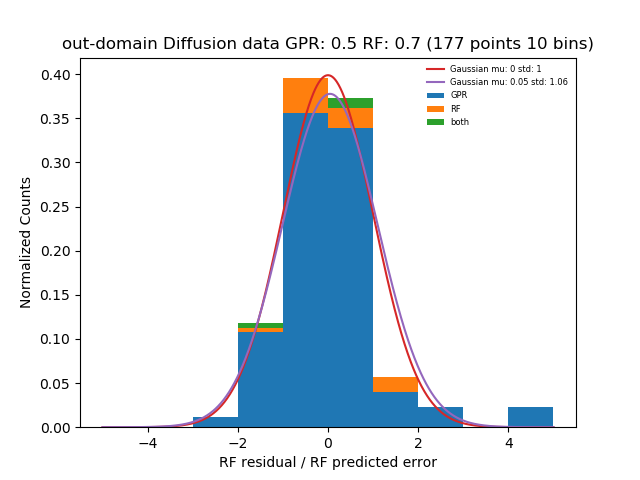 out-domain Diffusion data GPR: 0.5 RF: 0.7 (177 points 10 bins)
Gaussian mu: 0 std: 1
Gaussian mu: 0.05 std: 1.06
GPR
RF
both
0.40
0.35
0.30
0.25
0.20
0.15
0.10
0.05
0.00
Normalized Counts
−4
−2
0
2
4
RF residual / RF predicted error